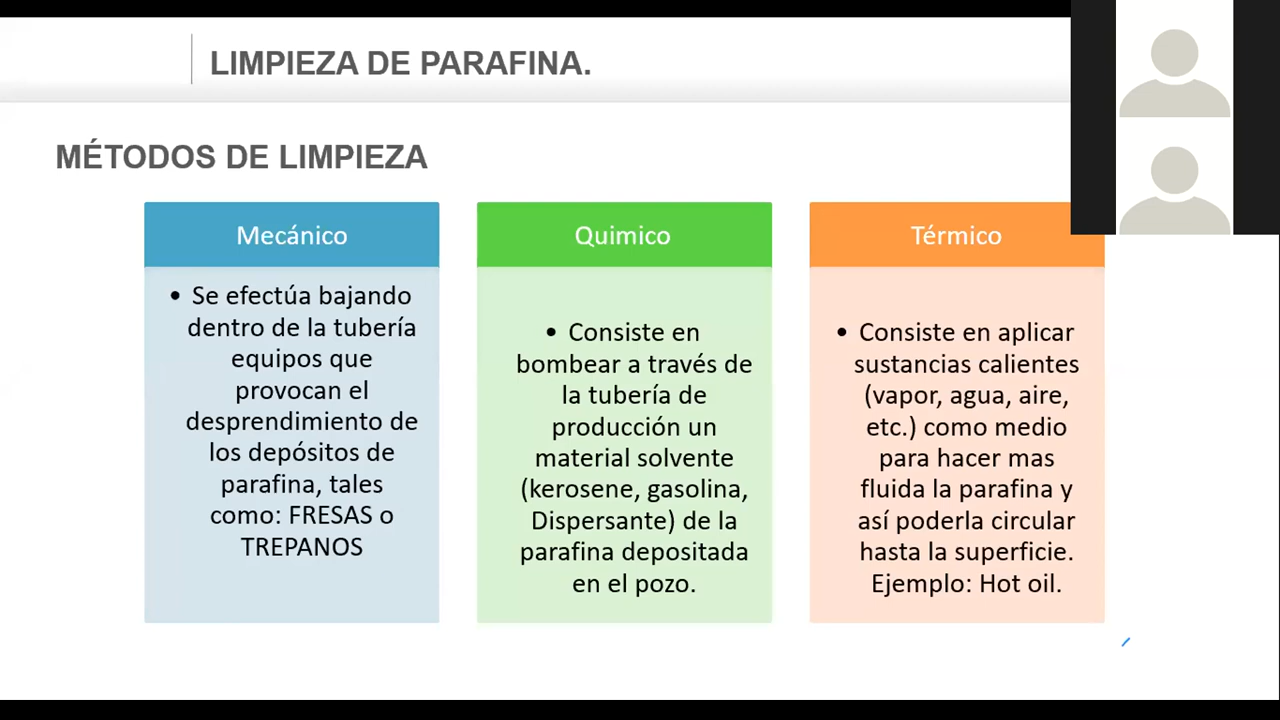 LIMPIEZA DE PARAFINA.
MÉTODOS DE LIMPIEZA
Mecánico
• Se efectúa bajando
dentro de la tubería
equipos que
provocan el
desprendimiento de
los depósitos de
parafina, tales
como: FRESAS o
TREPANOS
Quimico
• Consiste en
bombear a través de
la tubería de
producción un
material solvente
(kerosene, gasolina,
Dispersante) de la
parafina depositada
en el pozo.
Térmico
• Consiste en aplicar
sustancias calientes
(vapor, agua, aire,
etc.) como medio
para hacer mas
fluida la parafina y
así poderla circular
hasta la superficie.
Ejemplo: Hot oil.